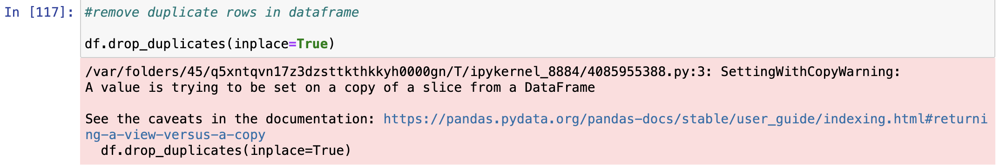 In [117]: #remove duplicate rows in dataframe
df.drop_duplicates(inplace=True)
/var/folders/45/q5xntqvn17z3dzsttkthkkyh0000gn/T/ipykernel_8884/4085955388.py:3: SettingWithCopyWarning:
A value is trying to be set on a copy of a slice from a DataFrame
See the caveats in the documentation: https://pandas.pydata.org/pandas-docs/stable/user_guide/indexing.html#returni
ng-a-view-versus-a-copy
  df.drop_duplicates(inplace=True)